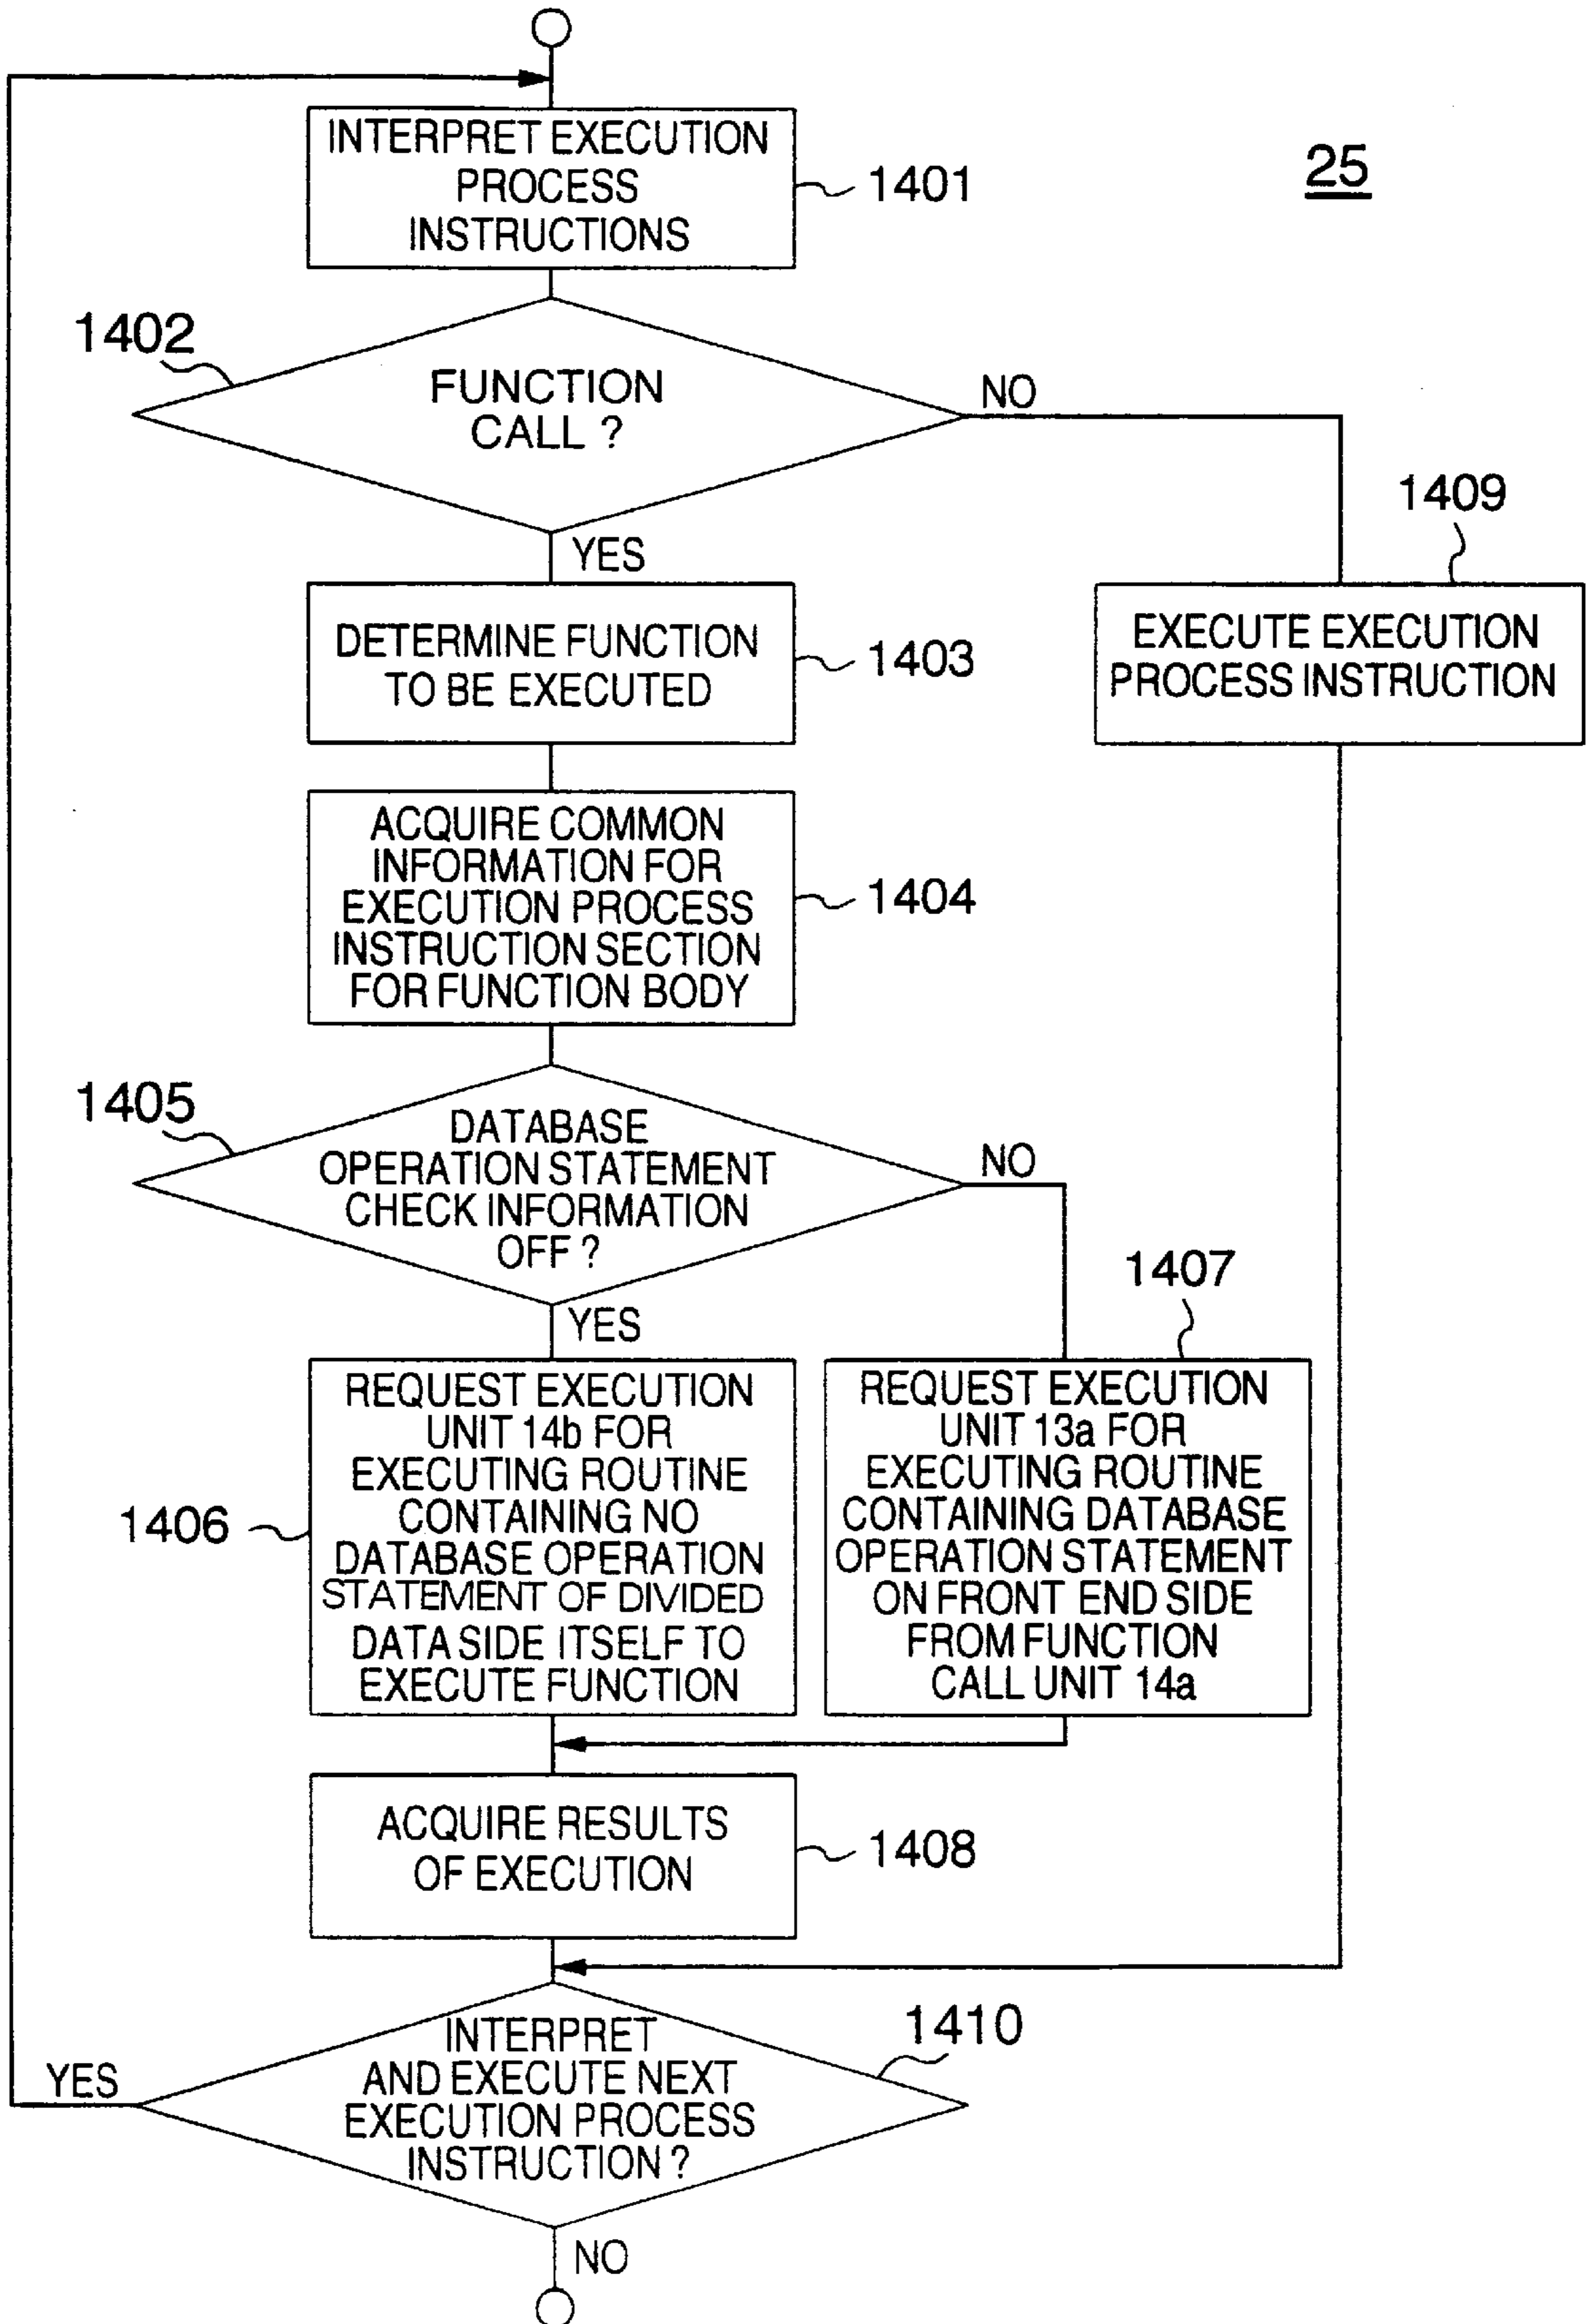 INTERPRET EXECUTION
PROCESS
INSTRUCTIONS
1401
25
1402
FUNCTION
CALL ?
NO
YES
1409
DETERMINE FUNCTION
TO BE EXECUTED
1403
EXECUTE EXECUTION
PROCESS INSTRUCTION
ACQUIRE COMMON
INFORMATION FOR
EXECUTION PROCESS
INSTRUCTION SECTION
FOR FUNCTION BODY
1404
1405
DATABASE
OPERATION STATEMENT
CHECK INFORMATION
OFF ?
NO
YES
1407
REQUEST EXECUTION
UNIT 14b FOR
EXECUTING ROUTINE
CONTAINING NO
DATABASE OPERATION
STATEMENT OF DIVIDED
DATA SIDE ITSELF TO
EXECUTE FUNCTION
1406
REQUEST EXECUTION
UNIT 13a FOR
EXECUTING ROUTINE
CONTAINING DATABASE
OPERATION STATEMENT
ON FRONT END SIDE
FROM FUNCTION
CALL UNIT 14a
ACQUIRE RESULTS
OF EXECUTION
1408
1410
INTERPRET
AND EXECUTE NEXT
EXECUTION PROCESS
INSTRUCTION ?
YES
NO